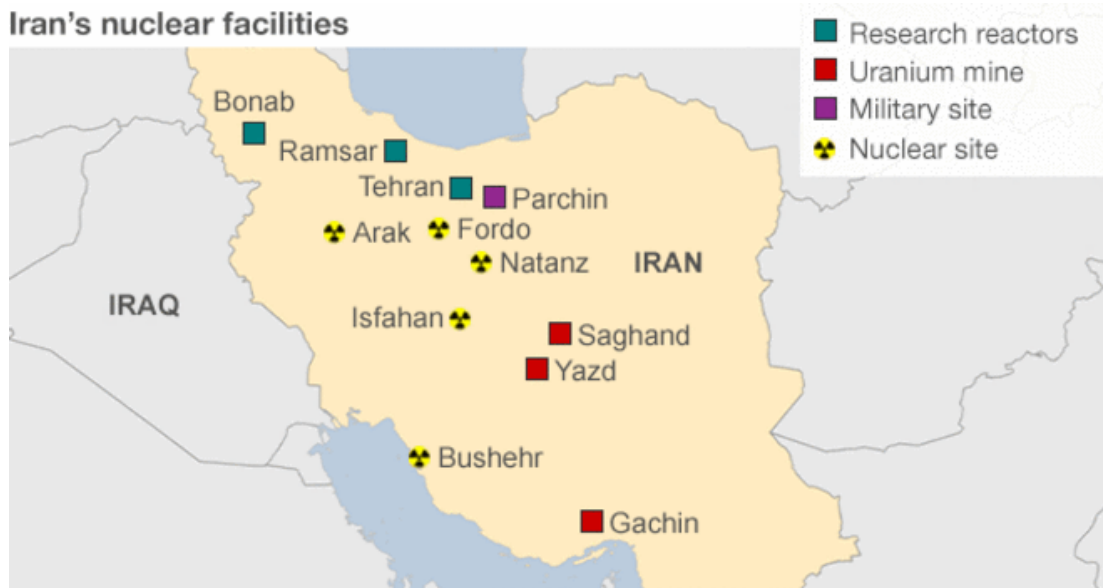 Iran's nuclear facilities
Research reactors
Uranium mine
Military site
Nuclear site
Bonab
Ramsar
Tehran
Parchin
Arak
Fordo
Natanz
IRAN
IRAQ
Isfahan
Saghand
Yazd
Bushehr
Gachin